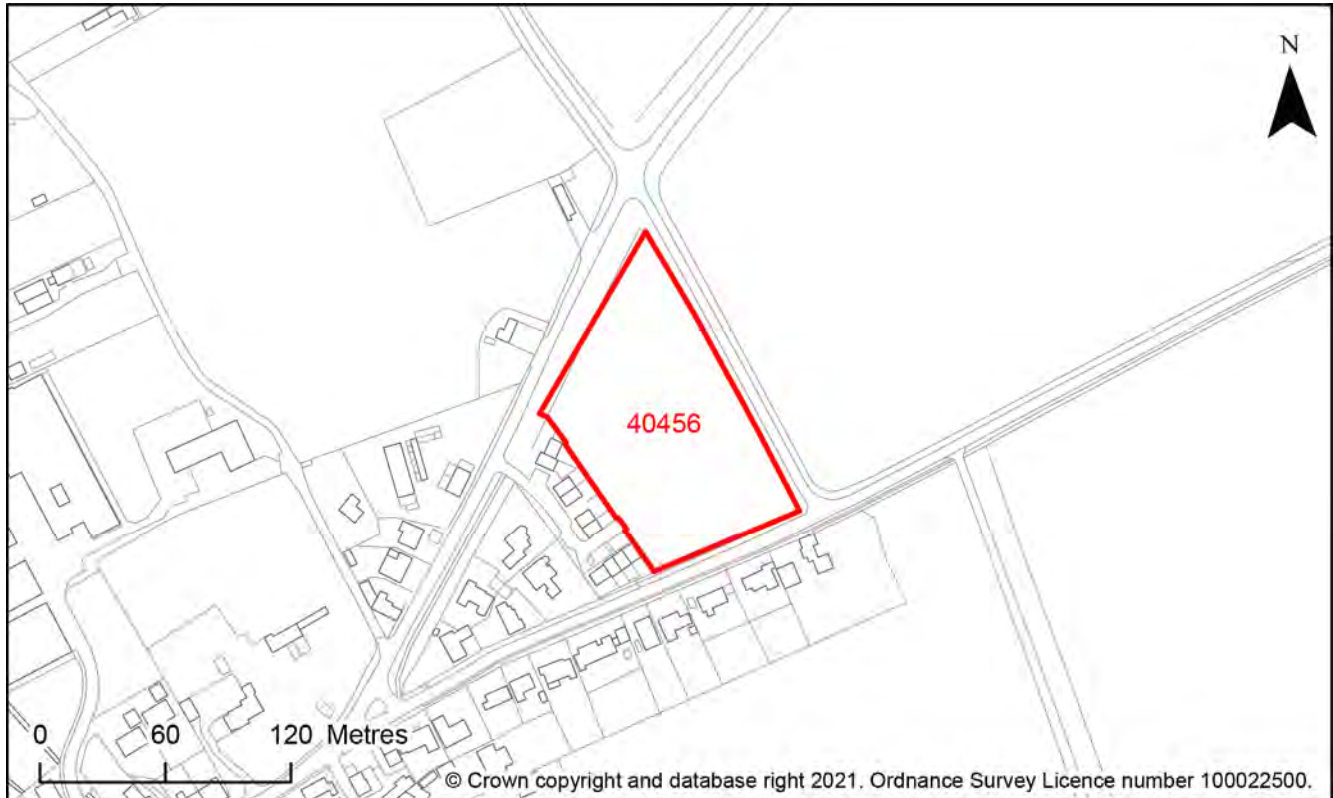 N
40456
0 60 120 Metres
© Crown copyright and database right 2021. Ordnance Survey Licence number 100022500.